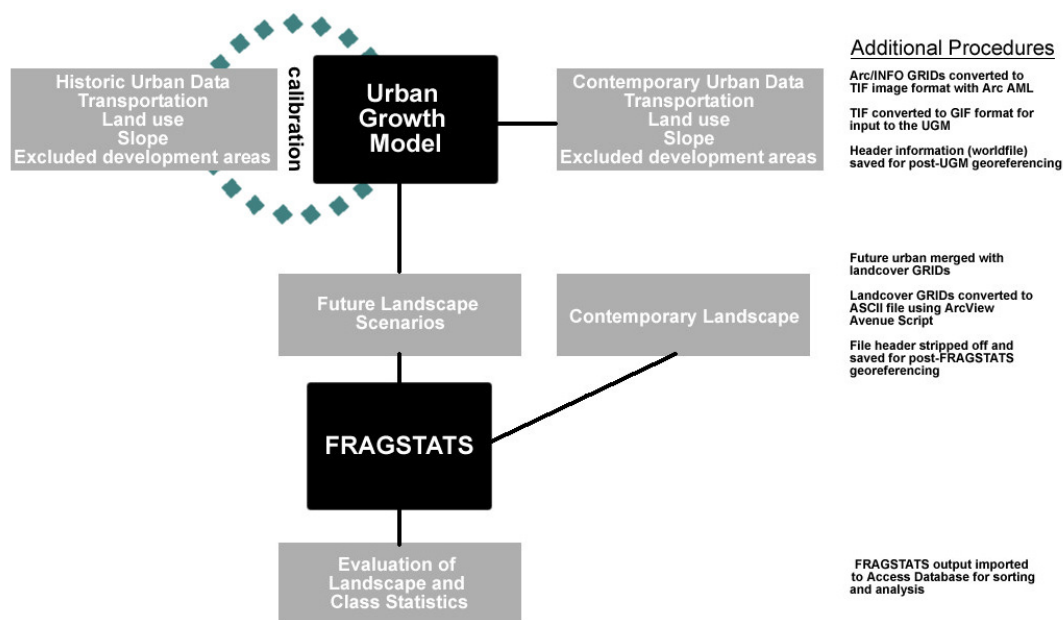 Historic Urban Data
Transportation
Land use
Slope
Excluded development areas
calibration
Urban
Growth
Model
Contemporary Urban Data
Transportation
Land use
Slope
Excluded development areas
Additional Procedures
Arc/INFO GRIDs converted to
TIF image format with Arc AML
TIF converted to GIF format for
input to the UGM
Header information (worldfile)
saved for post-UGM georeferencing
Future Landscape
Scenarios
Contemporary Landscape
Future urban merged with
landcover GRIDs
Landcover GRIDs converted to
ASCII file using ArcView
Avenue Script
File header stripped off and
saved for post-FRAGSTATS
georeferencing
FRAGSTATS
Evaluation of
Landscape and
Class Statistics
FRAGSTATS output imported
to Access Database for sorting
and analysis